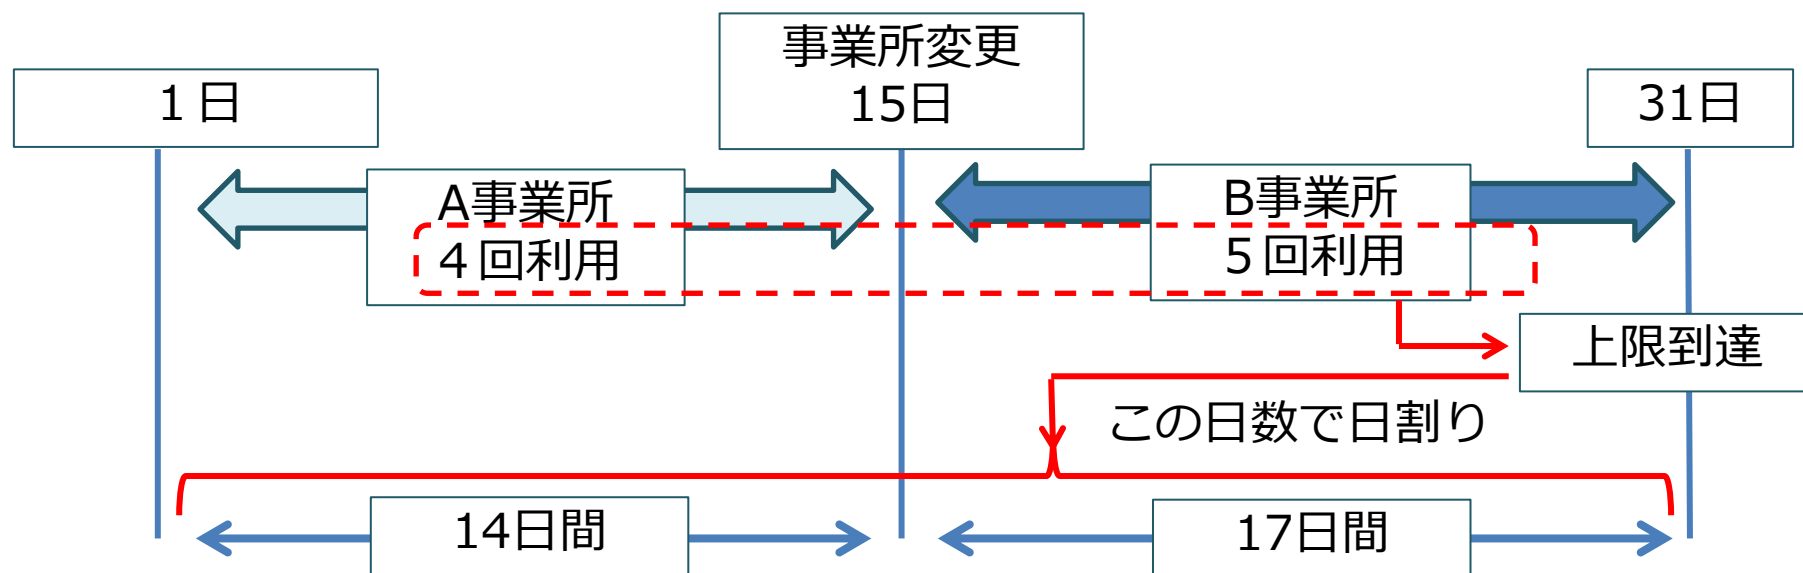 事業所変更
15日
１日
31日
A事業所
４回利用
B事業所
５回利用
上限到達
この日数で日割り
14日間
17日間